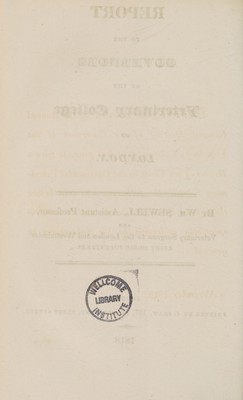 REPORT
TO THE
GOVERNORS
OF THE
Veterinary College
at
LONDON.
By Wm. SEWELL, Assistant Professor
AND
Veterinary Surgeon to the London and Westminster
WELLCOME
LIBRARY
INSTITUTE